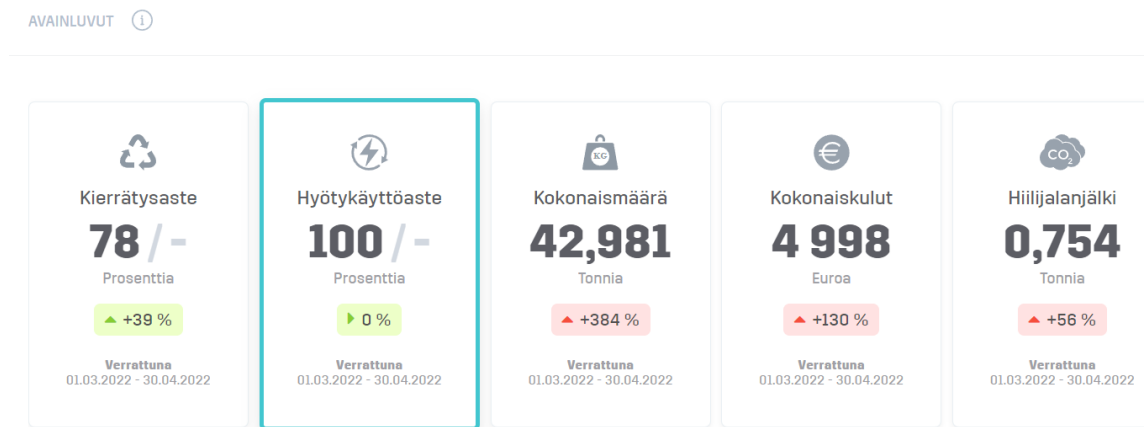 AVAINLUVUT i
Kierrätysaste
78 / -
Prosenttia
+39 %
Verrattuna
01.03.2022 - 30.04.2022
Hyötykäyttöaste
100 / -
Prosenttia
0 %
Verrattuna
01.03.2022 - 30.04.2022
KG
Kokonaismäärä
42,981
Tonnia
+384 %
Verrattuna
01.03.2022 - 30.04.2022
€
Kokonaiskulut
4 998
Euroa
+130 %
Verrattuna
01.03.2022 - 30.04.2022
CO2
Hiilijalanjälki
0,754
Tonnia
+56 %
Verrattuna
01.03.2022 - 30.04.2022